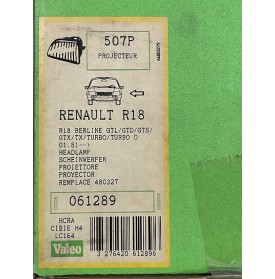 507P
PROJECTEUR
RENAULT R18
R18 BERLINE GTL/GTD/GTS/
GTX/TX/TURBO/TURBO D
01.81-->
HEADLAMP
SCHEINWERFER
PROIETTORE
PROYECTOR
REMPLACE 480327
CODE
061289
HCRA
CIBIE H4
LC164
Valeo
3 276420 612896